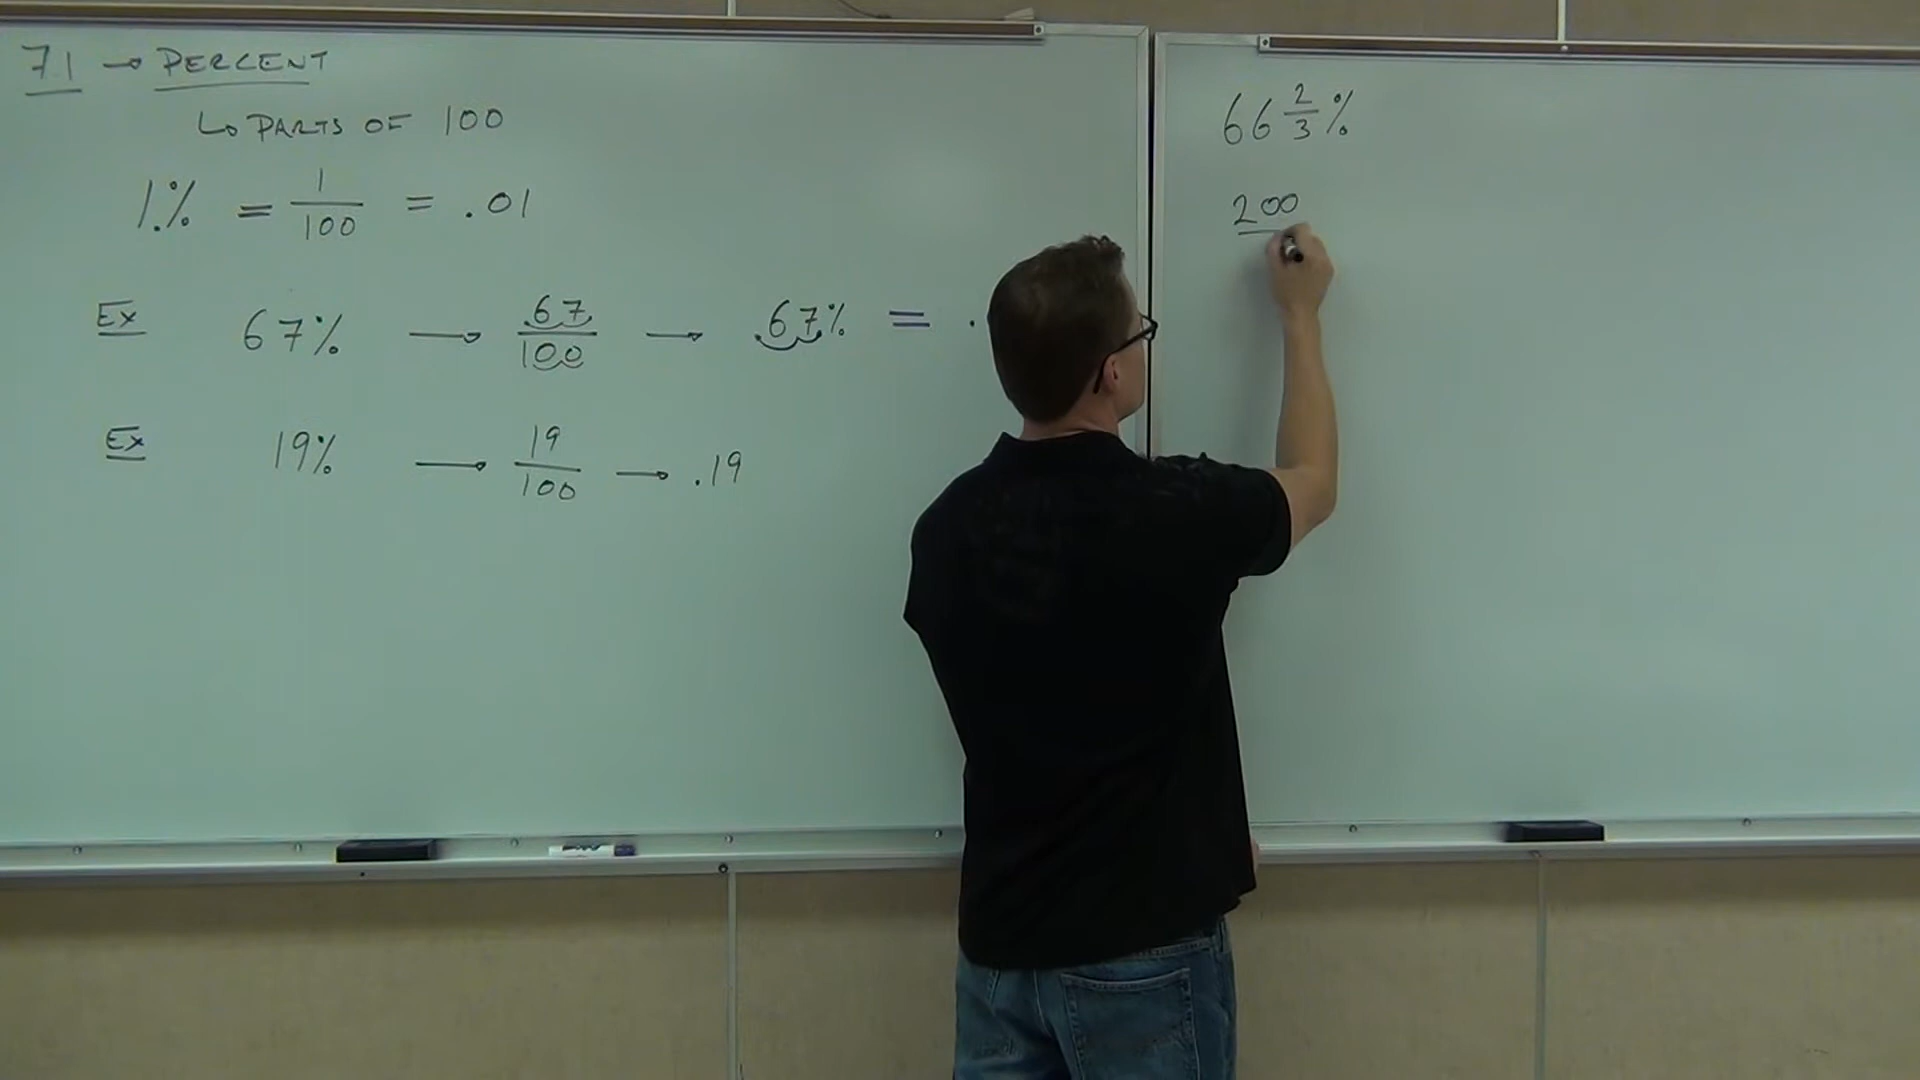 7.1 → PERCENT
↳ PARTS OF 100
1.% = 1/100 = .01
Ex 67% → 67/100 → 67% = .
Ex 19% → 19/100 → .19
66 2/3 %
200